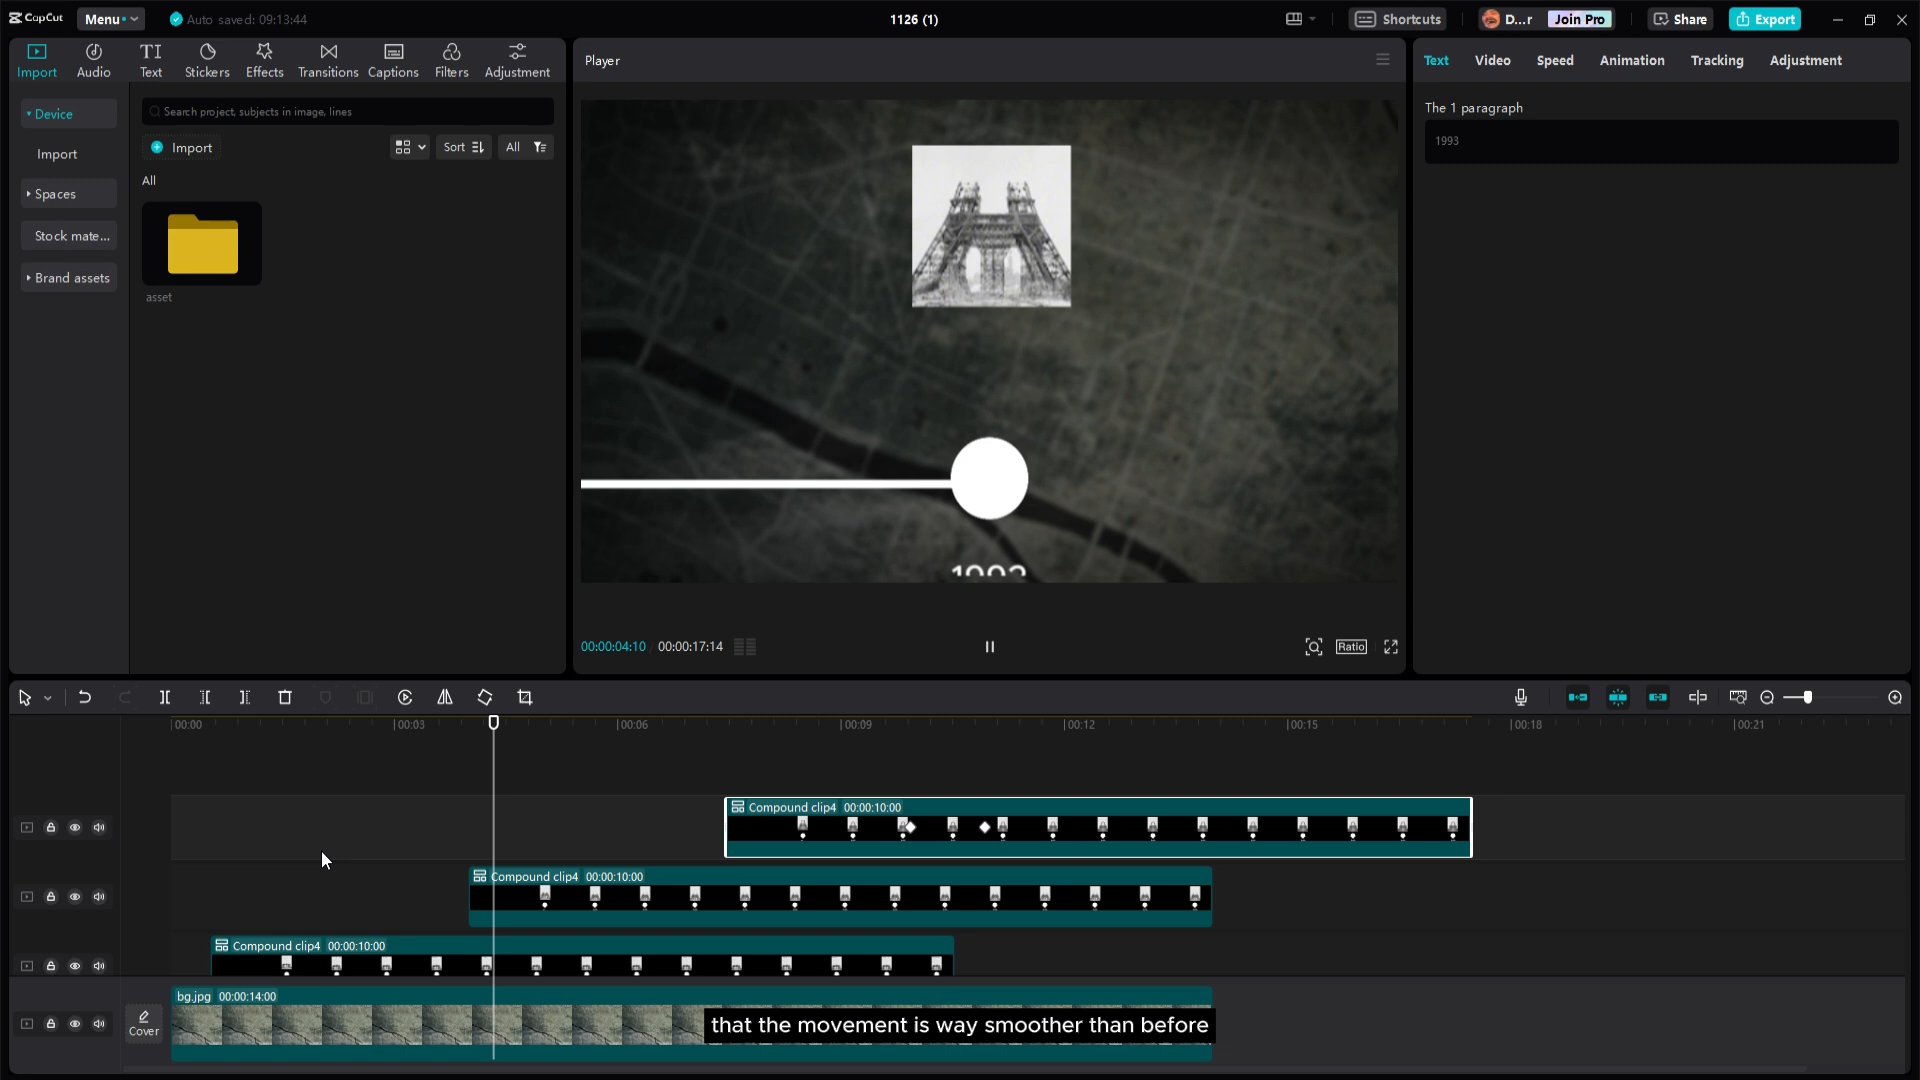 CapCut
Menu
Auto saved: 09:13:44
1126 (1)
Shortcuts
D...r
Join Pro
Share
Export
Import
Audio
Text
Stickers
Effects
Transitions
Captions
Filters
Adjustment
Device
Import
Spaces
Stock mate...
Brand assets
Search project, subjects in image, lines
Import
Sort
All
All
asset
Player
1993
00:00:04:10
00:00:17:14
Ratio
Text
Video
Speed
Animation
Tracking
Adjustment
The 1 paragraph
1993
00:00
00:03
00:06
00:09
00:12
00:15
00:18
00:21
Compound clip4 00:00:10:00
Compound clip4 00:00:10:00
Compound clip4 00:00:10:00
Cover
bg.jpg 00:00:14:00
that the movement is way smoother than before